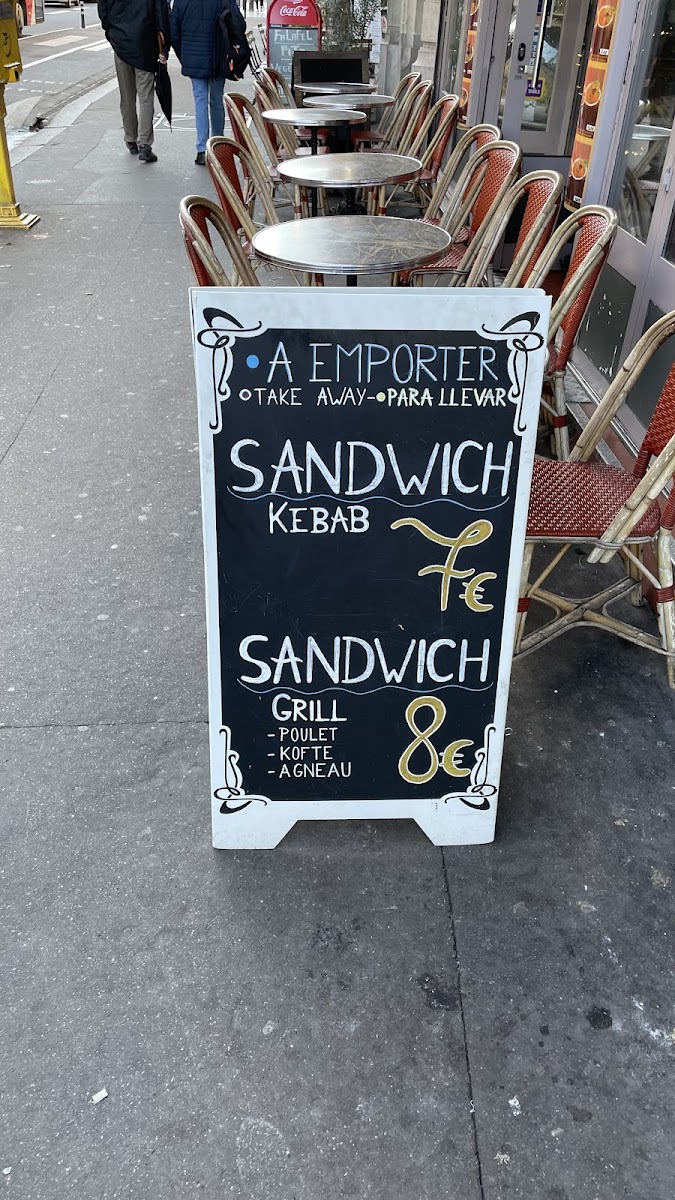 Coca-Cola
FALAFEL
A EMPORTER
TAKE AWAY-PARA LLEVAR
SANDWICH
KEBAB
7€
SANDWICH
GRILL
-POULET
-KOFTE
-AGNEAU
8€